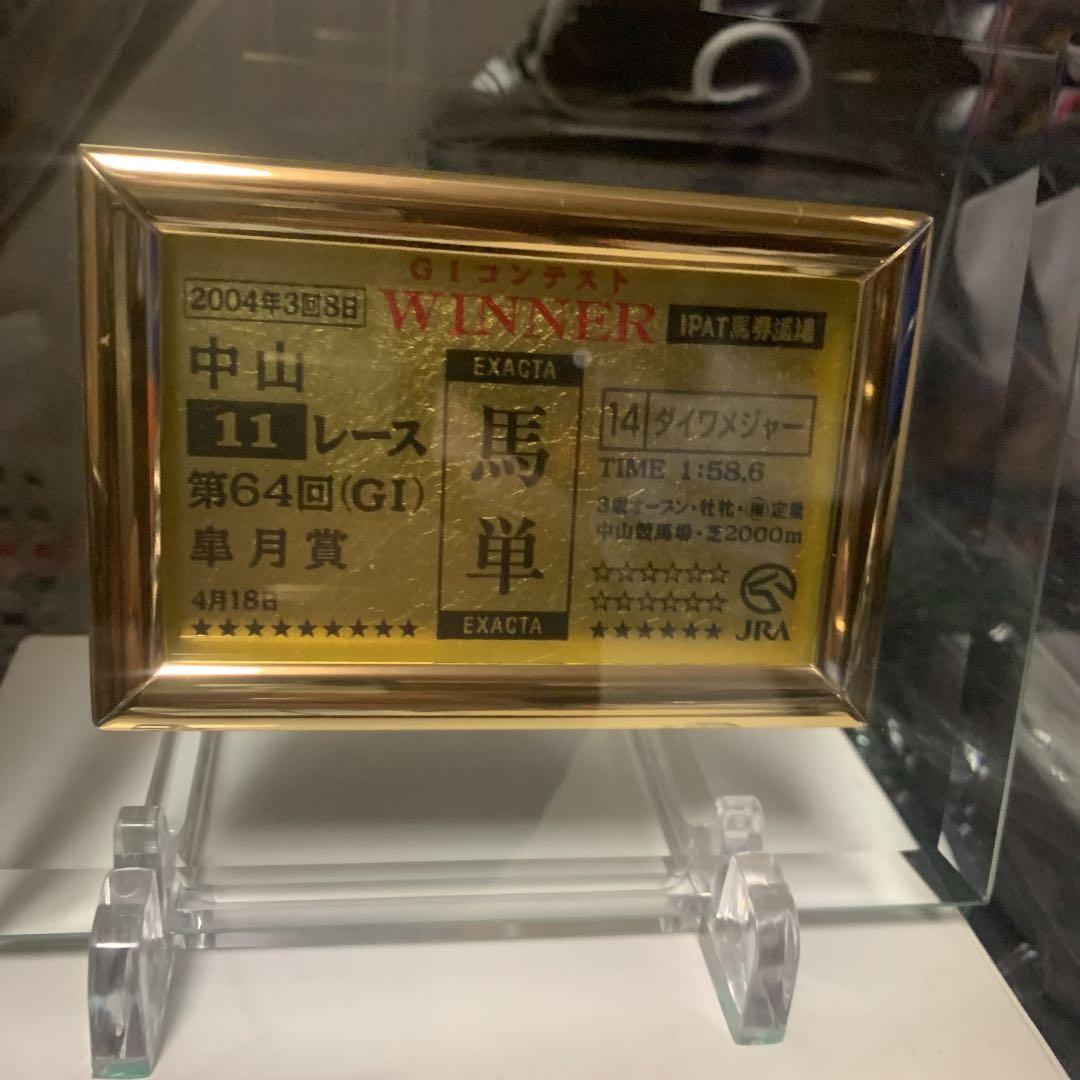 GIコンテスト
WINNER
2004年3回8日
IPAT馬券道場
中山
11レース
第64回(GI)
皐月賞
4月18日
★★★★★★★★★
EXACTA
馬単
EXACTA
14 ダイワメジャー
TIME 1:58.6
3歳オープン・牡牝・㊥定量
中山競馬場・芝2000m
☆☆☆☆☆☆
☆☆☆☆☆☆
★★★★★★
JRA